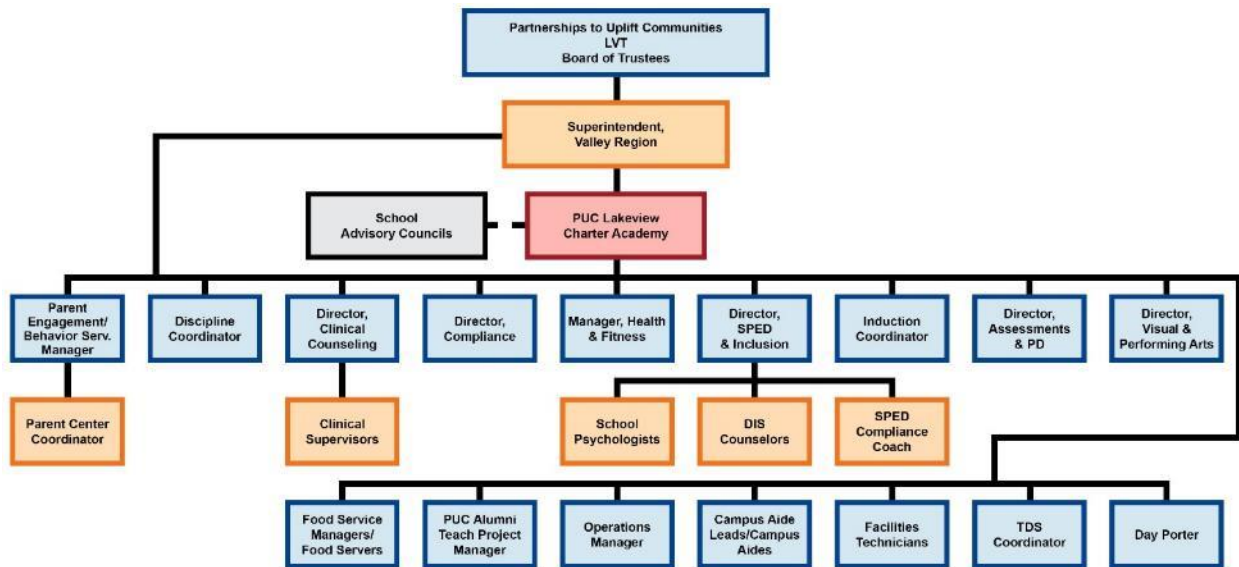 Partnerships to Uplift Communities
LVT
Board of Trustees
Superintendent,
Valley Region
School
Advisory Councils
PUC Lakeview
Charter Academy
Parent
Engagement/
Behavior Serv.
Manager
Discipline
Coordinator
Director,
Clinical
Counseling
Director,
Compliance
Manager, Health
& Fitness
Director,
SPED
& Inclusion
Induction
Coordinator
Director,
Assessments
& PD
Director,
Visual &
Performing Arts
Parent Center
Coordinator
Clinical
Supervisors
School
Psychologists
DIS
Counselors
SPED
Compliance
Coach
Food Service
Managers/
Food Servers
PUC Alumni
Teach Project
Manager
Operations
Manager
Campus Aide
Leads/Campus
Aides
Facilities
Technicians
TDS
Coordinator
Day Porter